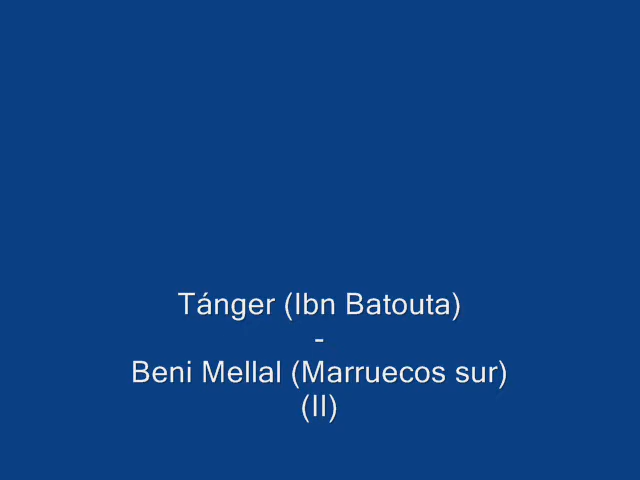 Tánger (Ibn Batouta)
-
Beni Mellal (Marruecos sur)
(II)